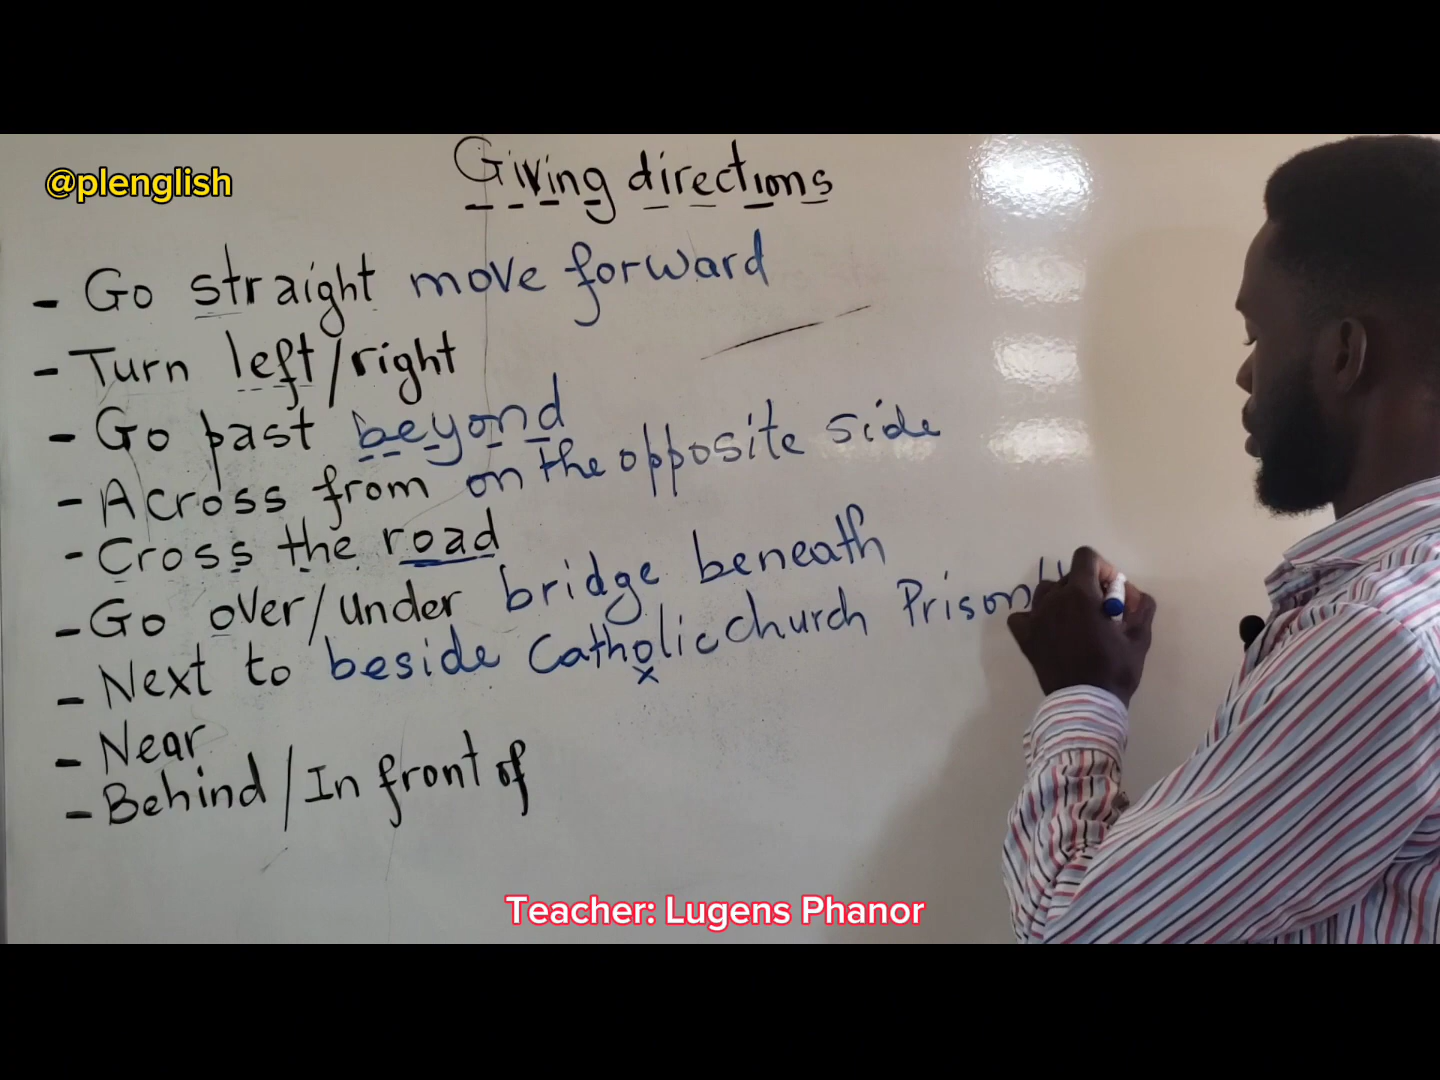 @plenglish
Giving directions
- Go straight move forward
- Turn left/right
- Go past beyond
- Across from on the opposite side
- Cross the road
- Go over/under bridge beneath
- Next to beside Catholic church Prison
x
- Near
- Behind / In front of
Teacher: Lugens Phanor